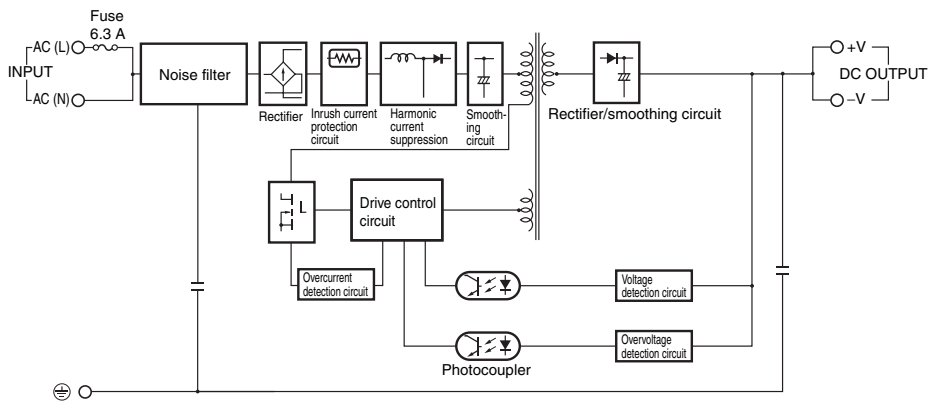 Fuse
6.3 A
AC (L)
INPUT
AC (N)
Noise filter
Rectifier
Inrush current
protection
circuit
Harmonic
current
suppression
Smooth-
ing
circuit
Rectifier/smoothing circuit
+V
DC OUTPUT
–V
L
Drive control
circuit
Overcurrent
detection circuit
Voltage
detection circuit
Overvoltage
detection circuit
Photocoupler